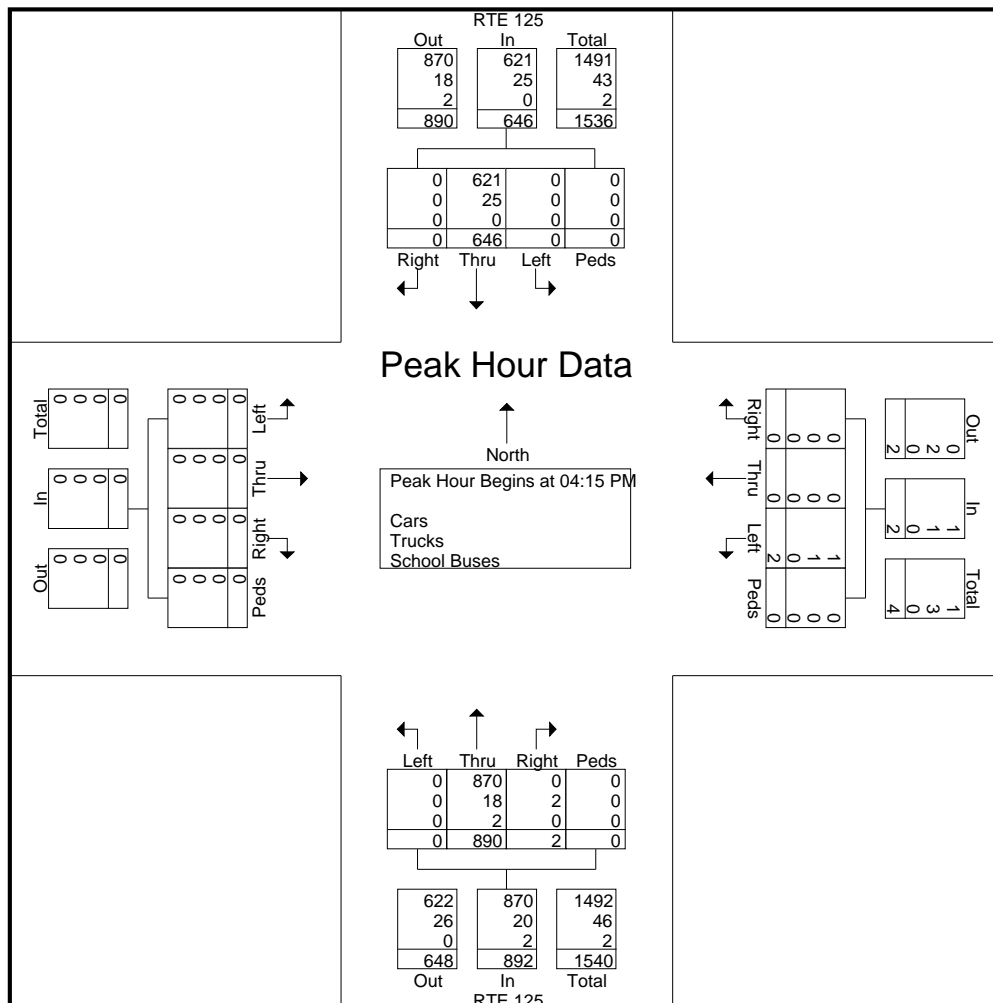 RTE 125
Out In Total
870 621 1491
18 25 43
2 0 2
890 646 1536
0 621 0 0
0 25 0 0
0 0 0 0
0 646 0 0
Right Thru Left Peds
Peak Hour Data
Total
0 0 0 0
In
0 0 0 0
Out
0 0 0 0
Left
0 0 0 0
Thru
0 0 0 0
Right
0 0 0 0
Peds
0 0 0 0
North
Peak Hour Begins at 04:15 PM
Cars
Trucks
School Buses
Right
0 0 0 0
Thru
0 0 0 0
Left
1 1 0 2
Peds
0 0 0 0
Out
0 2 0 2
In
1 1 0 2
Total
1 3 0 4
Left Thru Right Peds
0 870 0 0
0 18 2 0
0 2 0 0
0 890 2 0
622 870 1492
26 20 46
0 2 2
648 892 1540
Out In Total
RTE 125